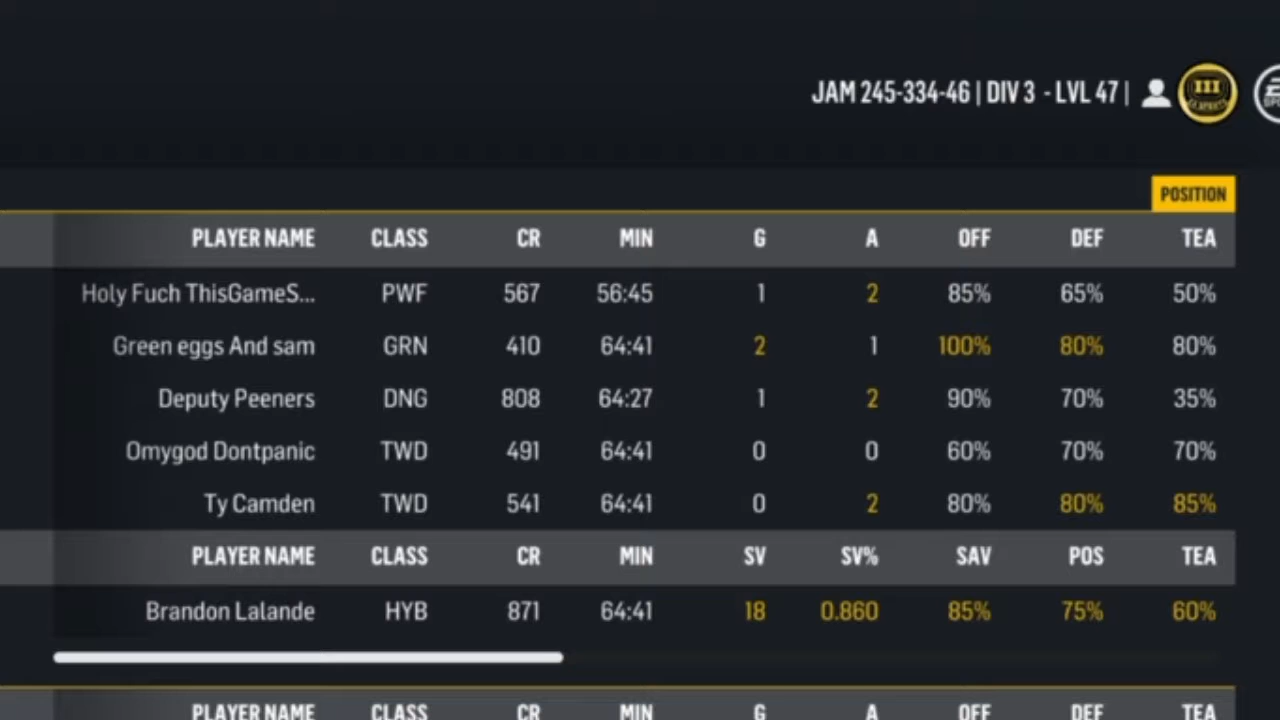 JAM 245-334-46 | DIV 3 - LVL 47 |
III
POSITION
PLAYER NAME CLASS CR MIN G A OFF DEF TEA
Holy Fuch ThisGameS... PWF 567 56:45 1 2 85% 65% 50%
Green eggs And sam GRN 410 64:41 2 1 100% 80% 80%
Deputy Peeners DNG 808 64:27 1 2 90% 70% 35%
Omygod Dontpanic TWD 491 64:41 0 0 60% 70% 70%
Ty Camden TWD 541 64:41 0 2 80% 80% 85%
PLAYER NAME CLASS CR MIN SV SV% SAV POS TEA
Brandon Lalande HYB 871 64:41 18 0.860 85% 75% 60%
PLAYER NAME CLASS CR MIN G A OFF DEF TEA